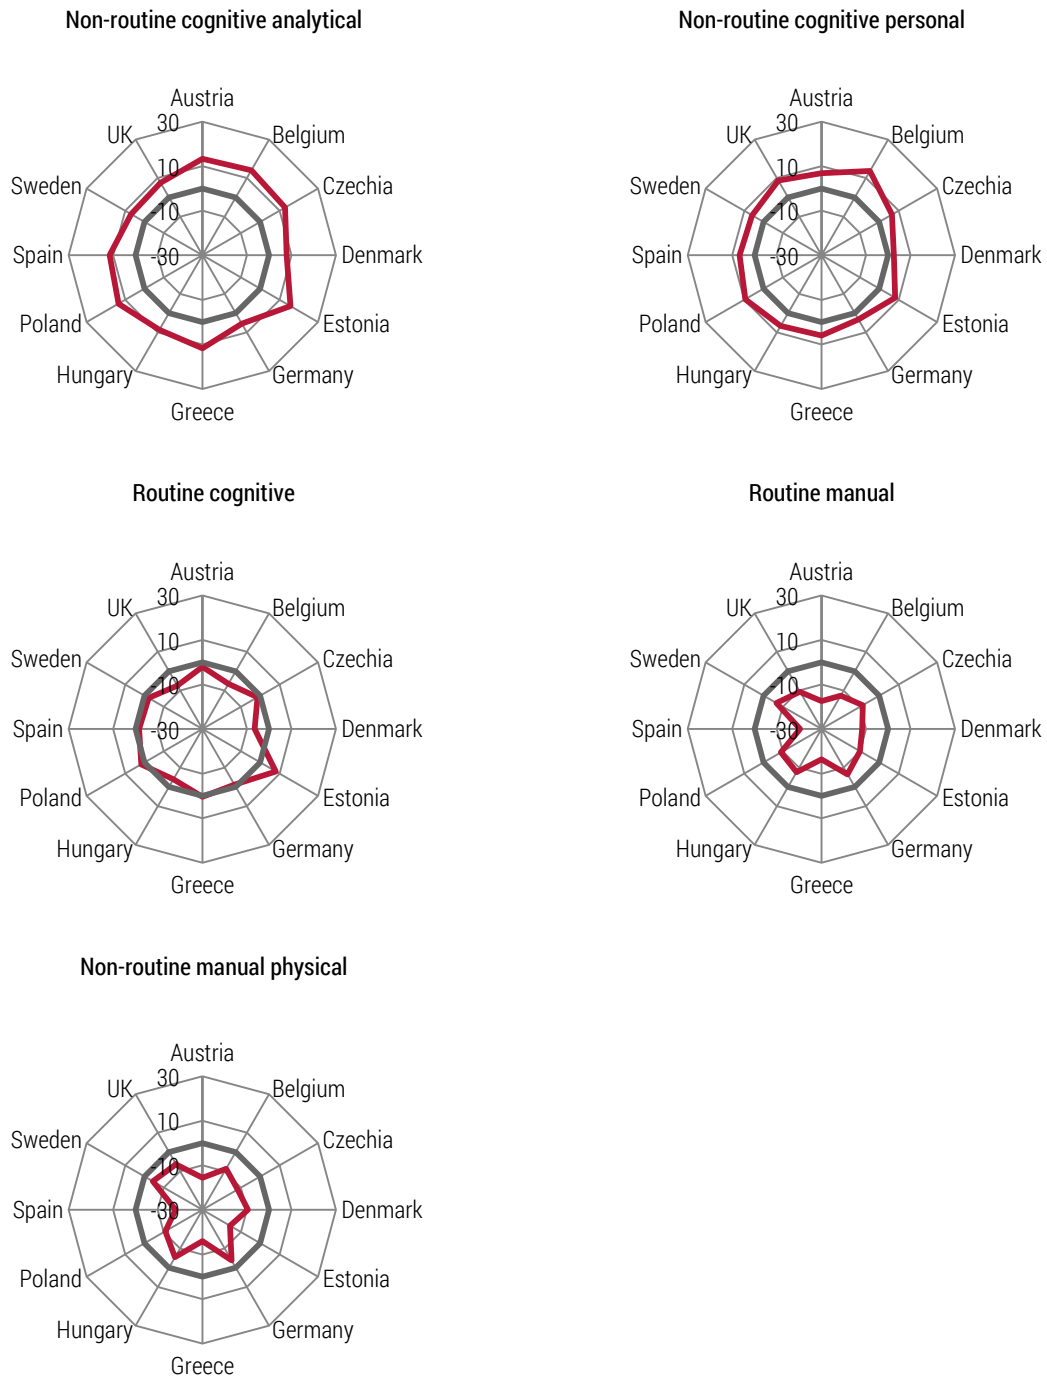 Non-routine cognitive analytical
Austria
30
UK
Belgium
10
Sweden
Czechia
-10
Spain
-30
Denmark
Poland
Estonia
Hungary
Germany
Greece
Non-routine cognitive personal
Austria
30
UK
Belgium
10
Sweden
Czechia
-10
Spain
-30
Denmark
Poland
Estonia
Hungary
Germany
Greece
Routine cognitive
Austria
30
UK
Belgium
10
Sweden
Czechia
-10
Spain
-30
Denmark
Poland
Estonia
Hungary
Germany
Greece
Routine manual
Austria
30
UK
Belgium
10
Sweden
Czechia
-10
Spain
-30
Denmark
Poland
Estonia
Hungary
Germany
Greece
Non-routine manual physical
Austria
30
UK
Belgium
10
Sweden
Czechia
-10
Spain
-30
Denmark
Poland
Estonia
Hungary
Germany
Greece